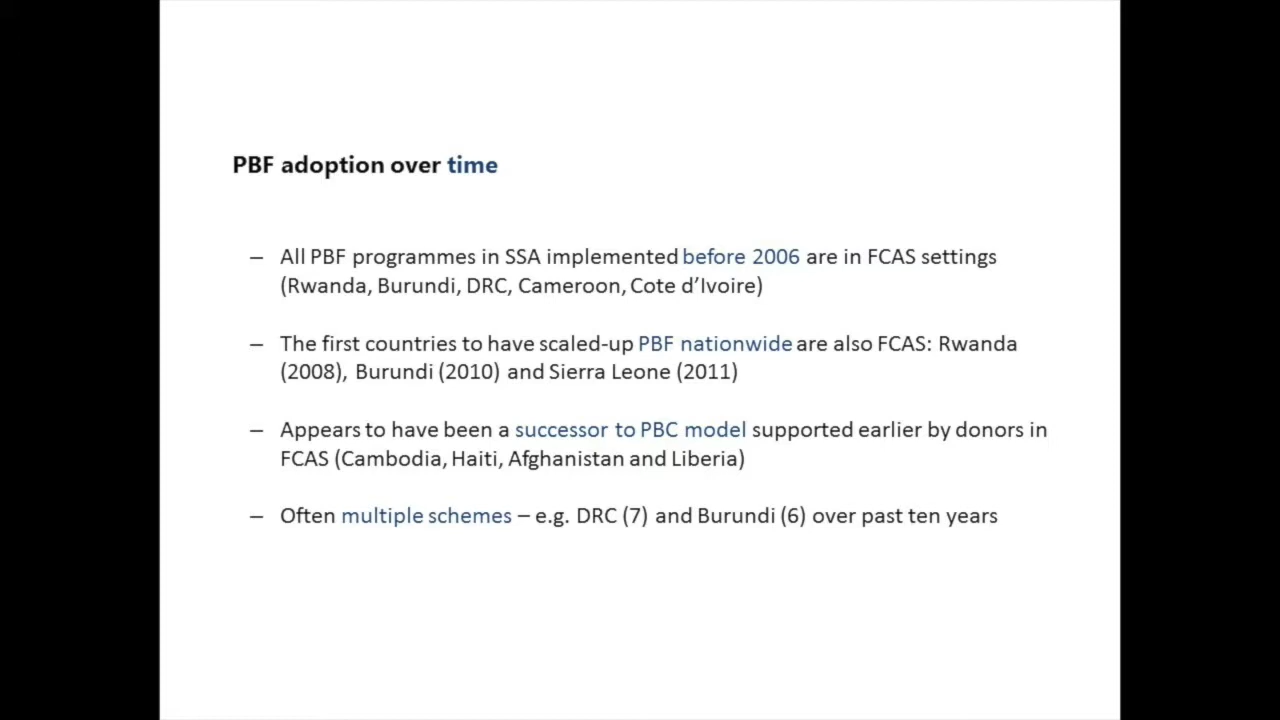 PBF adoption over time
– All PBF programmes in SSA implemented before 2006 are in FCAS settings
(Rwanda, Burundi, DRC, Cameroon, Cote d’Ivoire)
– The first countries to have scaled-up PBF nationwide are also FCAS: Rwanda
(2008), Burundi (2010) and Sierra Leone (2011)
– Appears to have been a successor to PBC model supported earlier by donors in
FCAS (Cambodia, Haiti, Afghanistan and Liberia)
– Often multiple schemes – e.g. DRC (7) and Burundi (6) over past ten years